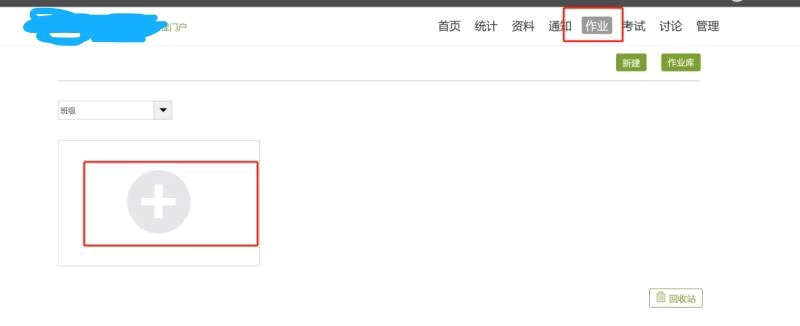 程门户
首页 统计 资料 通知 作业 考试 讨论 管理
新建 作业库
班级
回收站